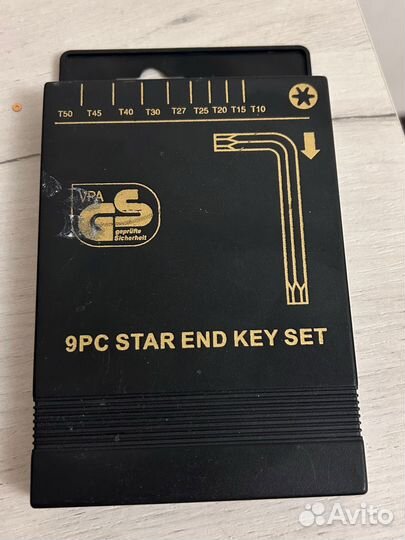 T50 T45 T40 T30 T27 T25 T20 T15 T10
VPA
GS
geprüfte
Sicherheit
9PC STAR END KEY SET
Avito